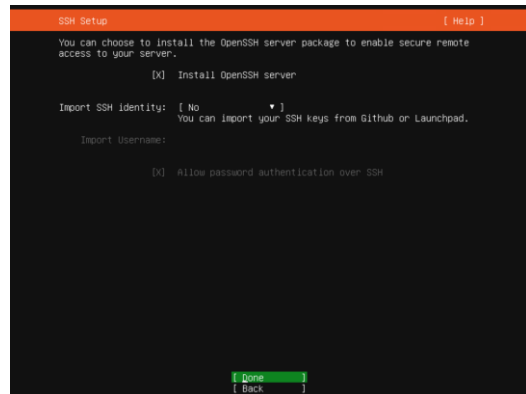 SSH Setup [ Help ]
You can choose to install the OpenSSH server package to enable secure remote
access to your server.
[X] Install OpenSSH server
Import SSH identity: [ No ▾ ]
You can import your SSH keys from Github or Launchpad.
Import Username:
[X] Allow password authentication over SSH
[ Done ]
[ Back ]